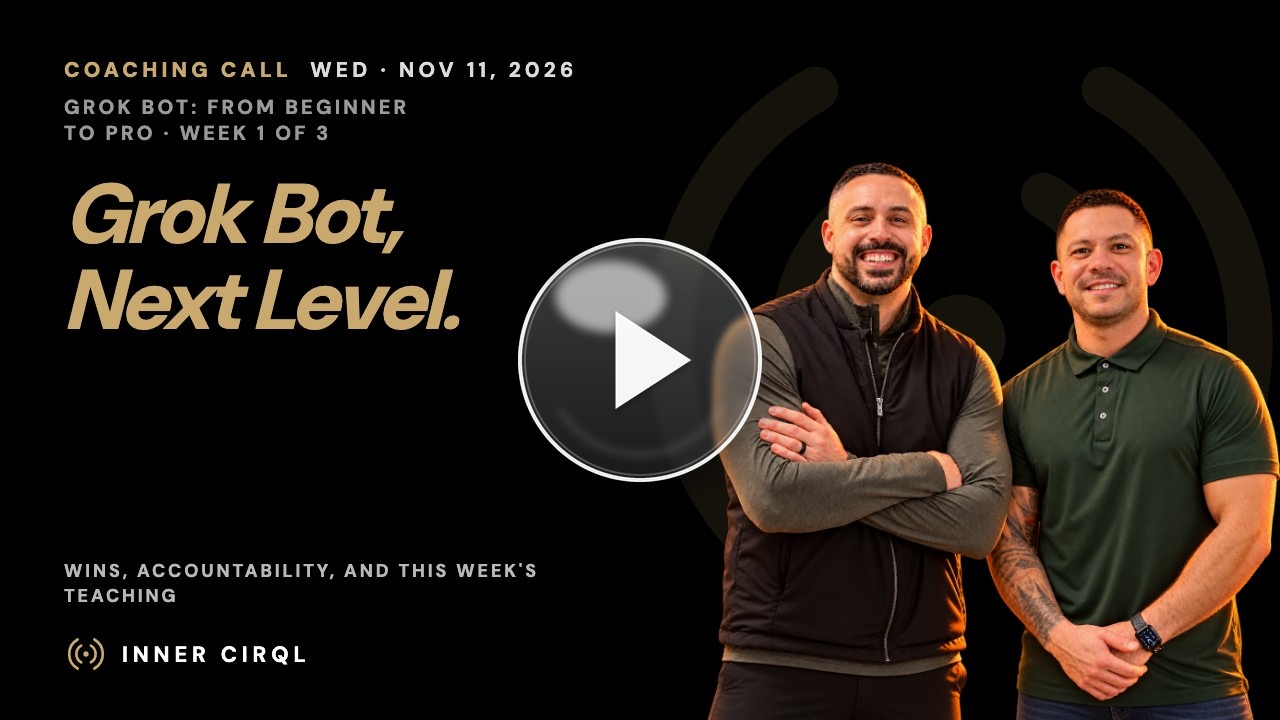 COACHING CALL WED · NOV 11, 2026
GROK BOT: FROM BEGINNER
TO PRO · WEEK 1 OF 3
Grok Bot,
Next Level.
WINS, ACCOUNTABILITY, AND THIS WEEK'S
TEACHING
INNER CIRQL